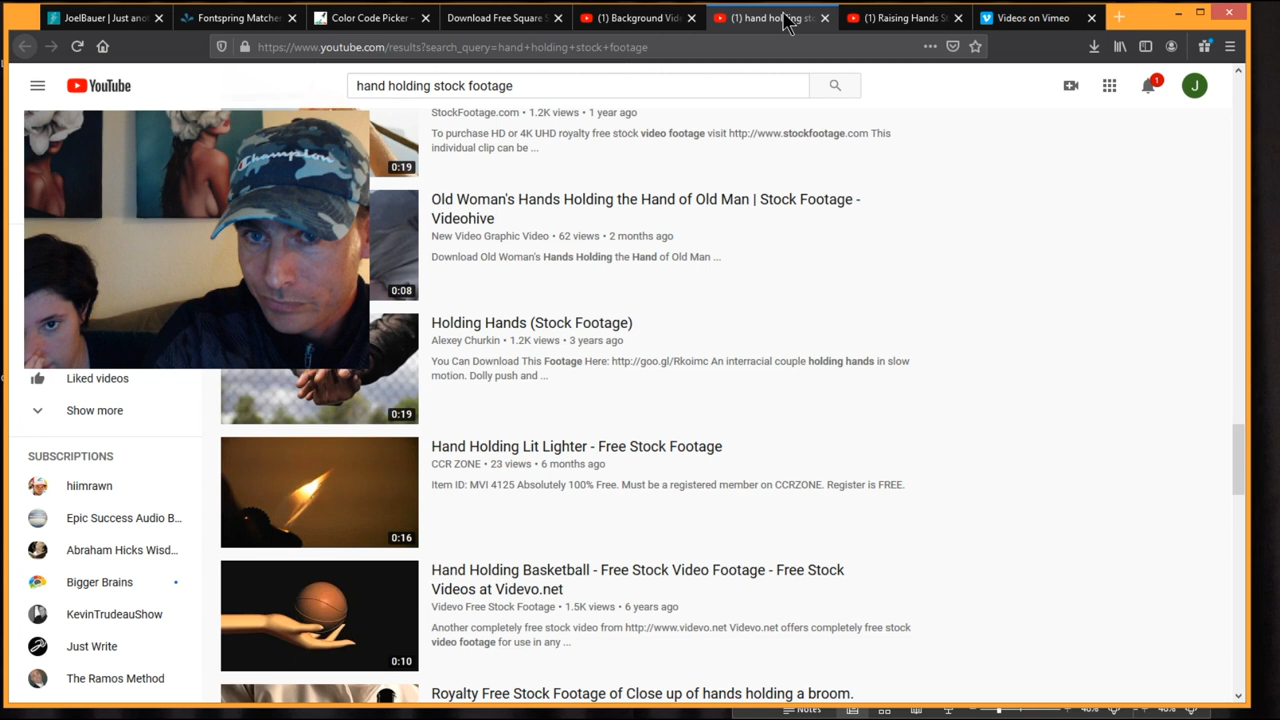 JoelBauer | Just ano
Fontspring Matche
Color Code Picker -
Download Free Square S
(1) Background Vid
(1) hand holding st
(1) Raising Hands S
Videos on Vimeo
https://www.youtube.com/results?search_query=hand+holding+stock+footage
YouTube
hand holding stock footage
1
J
StockFootage.com • 1.2K views • 1 year ago
To purchase HD or 4K UHD royalty free stock video footage visit http://www.stockfootage.com This
individual clip can be ...
0:19
Champion
Old Woman's Hands Holding the Hand of Old Man | Stock Footage -
Videohive
New Video Graphic Video • 62 views • 2 months ago
Download Old Woman's Hands Holding the Hand of Old Man ...
0:08
Holding Hands (Stock Footage)
Alexey Churkin • 1.2K views • 3 years ago
You Can Download This Footage Here: http://goo.gl/Rkoimc An interracial couple holding hands in slow
motion. Dolly push and ...
0:19
Liked videos
Show more
SUBSCRIPTIONS
hiimrawn
Epic Success Audio B...
Abraham Hicks Wisd...
Bigger Brains
KevinTrudeauShow
Just Write
The Ramos Method
Hand Holding Lit Lighter - Free Stock Footage
CCR ZONE • 23 views • 6 months ago
Item ID: MVI 4125 Absolutely 100% Free. Must be a registered member on CCRZONE. Register is FREE.
0:16
Hand Holding Basketball - Free Stock Video Footage - Free Stock
Videos at Videvo.net
Videvo Free Stock Footage • 1.5K views • 6 years ago
Another completely free stock video from http://www.videvo.net Videvo.net offers completely free stock
video footage for use in any ...
0:10
Royalty Free Stock Footage of Close up of hands holding a broom.
Notes